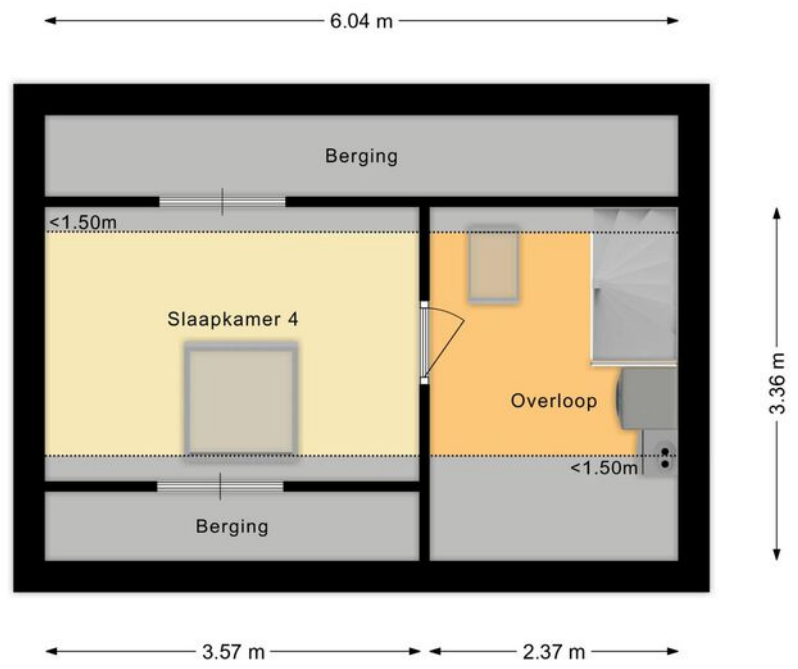 6.04 m
Berging
<1.50m
Slaapkamer 4
3.36 m
Overloop
<1.50m
Berging
3.57 m
2.37 m